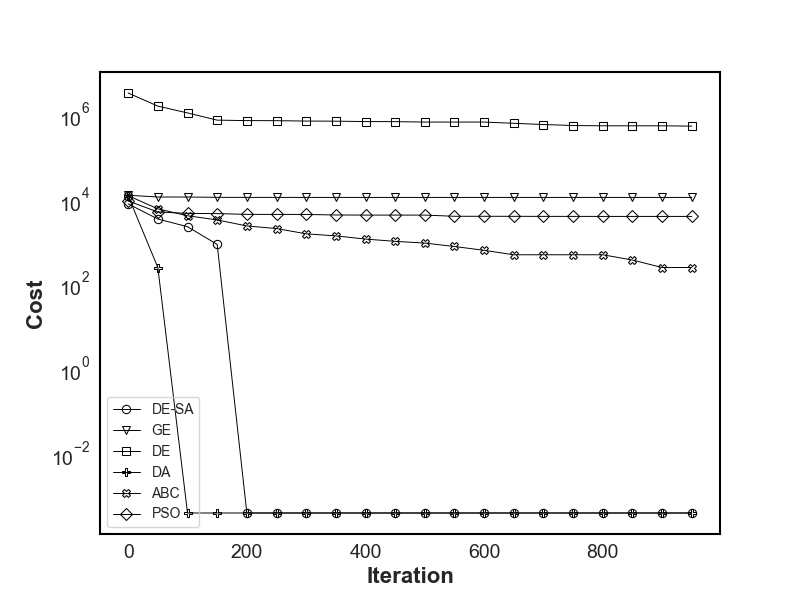 10^6
10^4
10^2
10^0
10^−2
Cost
DE-SA
GE
DE
DA
ABC
PSO
0 200 400 600 800
Iteration